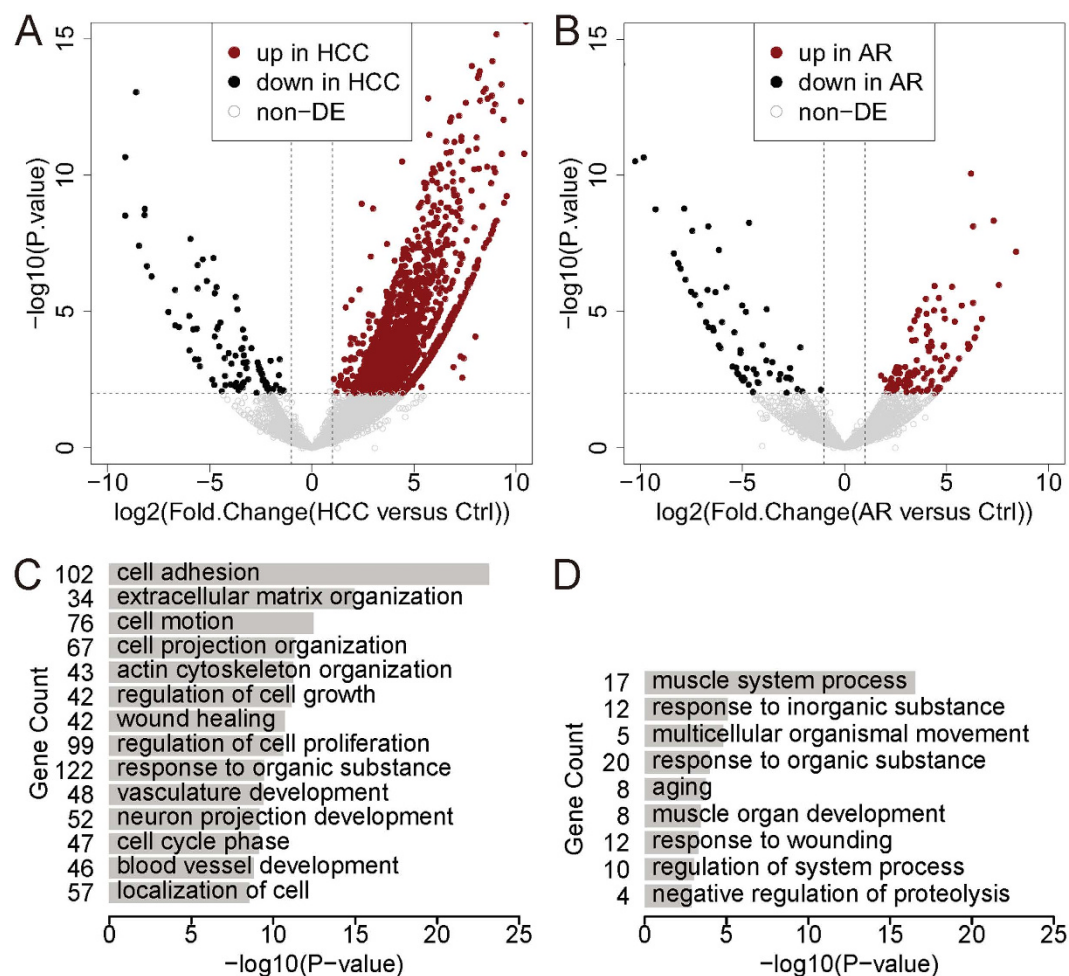 A
up in HCC
down in HCC
non-DE
15
10
5
0
-log10(P.value)
−10
−5
0
5
10
log2(Fold.Change(HCC versus Ctrl))
B
up in AR
down in AR
non-DE
15
10
5
0
-log10(P.value)
−10
−5
0
5
10
log2(Fold.Change(AR versus Ctrl))
C
Gene Count
102 cell adhesion
34 extracellular matrix organization
76 cell motion
67 cell projection organization
43 actin cytoskeleton organization
42 regulation of cell growth
42 wound healing
99 regulation of cell proliferation
122 response to organic substance
48 vasculature development
52 neuron projection development
47 cell cycle phase
46 blood vessel development
57 localization of cell
0 5 10 15 20 25
−log10(P-value)
D
Gene Count
17 muscle system process
12 response to inorganic substance
5 multicellular organismal movement
20 response to organic substance
8 aging
8 muscle organ development
12 response to wounding
10 regulation of system process
4 negative regulation of proteolysis
0 5 10 15 20 25
−log10(P-value)